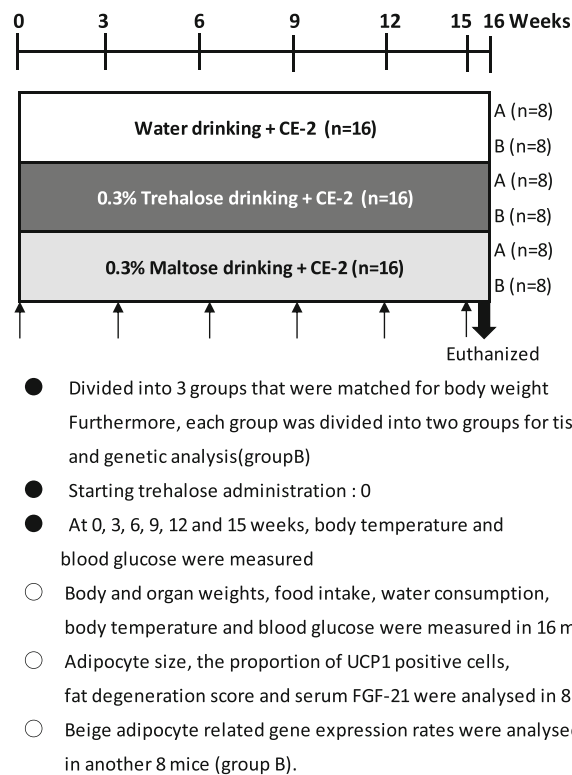 0 3 6 9 12 15 16 Weeks
Water drinking + CE-2 (n=16)
A (n=8)
B (n=8)
0.3% Trehalose drinking + CE-2 (n=16)
A (n=8)
B (n=8)
0.3% Maltose drinking + CE-2 (n=16)
A (n=8)
B (n=8)
Euthanized
● Divided into 3 groups that were matched for body weight
Furthermore, each group was divided into two groups for
and genetic analysis(groupB)
● Starting trehalose administration : 0
● At 0, 3, 6, 9, 12 and 15 weeks, body temperature and
blood glucose were measured
○ Body and organ weights, food intake, water consumption,
body temperature and blood glucose were measured in 16
○ Adipocyte size, the proportion of UCP1 positive cells,
fat degeneration score and serum FGF-21 were analysed in 8
○ Beige adipocyte related gene expression rates were
in another 8 mice (group B).